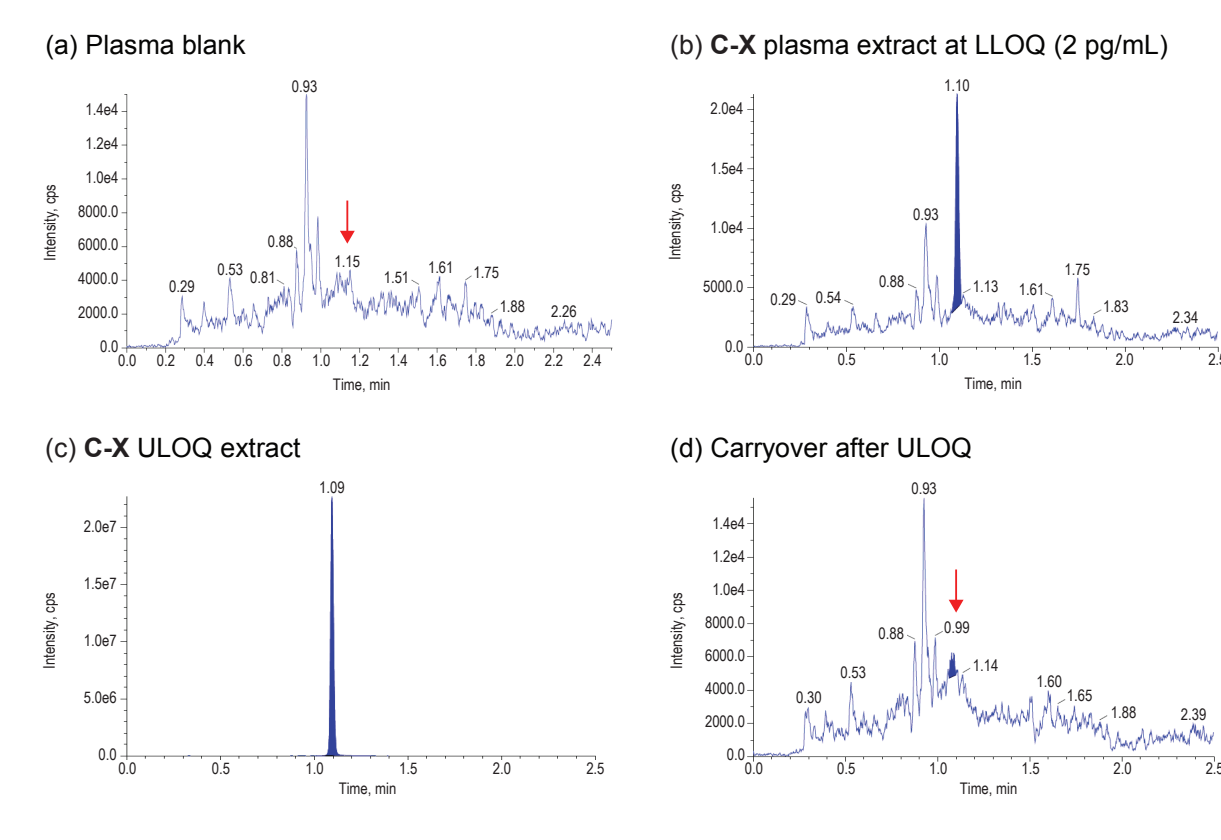 (a) Plasma blank
0.93
1.4e4
1.2e4
1.0e4
8000.0
6000.0
4000.0
2000.0
0.0
Intensity, cps
0.29
0.53
0.81
0.88
1.15
1.51
1.61
1.75
1.88
2.26
0.0 0.2 0.4 0.6 0.8 1.0 1.2 1.4 1.6 1.8 2.0 2.2 2.4
Time, min
(b) C-X plasma extract at LLOQ (2 pg/mL)
1.10
2.0e4
1.5e4
1.0e4
5000.0
0.0
Intensity, cps
0.29
0.54
0.88
0.93
1.13
1.61
1.75
1.83
2.34
0.0 0.5 1.0 1.5 2.0 2.5
Time, min
(c) C-X ULOQ extract
1.09
2.0e7
1.5e7
1.0e7
5.0e6
0.0
Intensity, cps
0.0 0.5 1.0 1.5 2.0 2.5
Time, min
(d) Carryover after ULOQ
0.93
1.4e4
1.2e4
1.0e4
8000.0
6000.0
4000.0
2000.0
0.0
Intensity, cps
0.30
0.53
0.88
0.99
1.14
1.60
1.65
1.88
2.39
0.0 0.5 1.0 1.5 2.0 2.5
Time, min